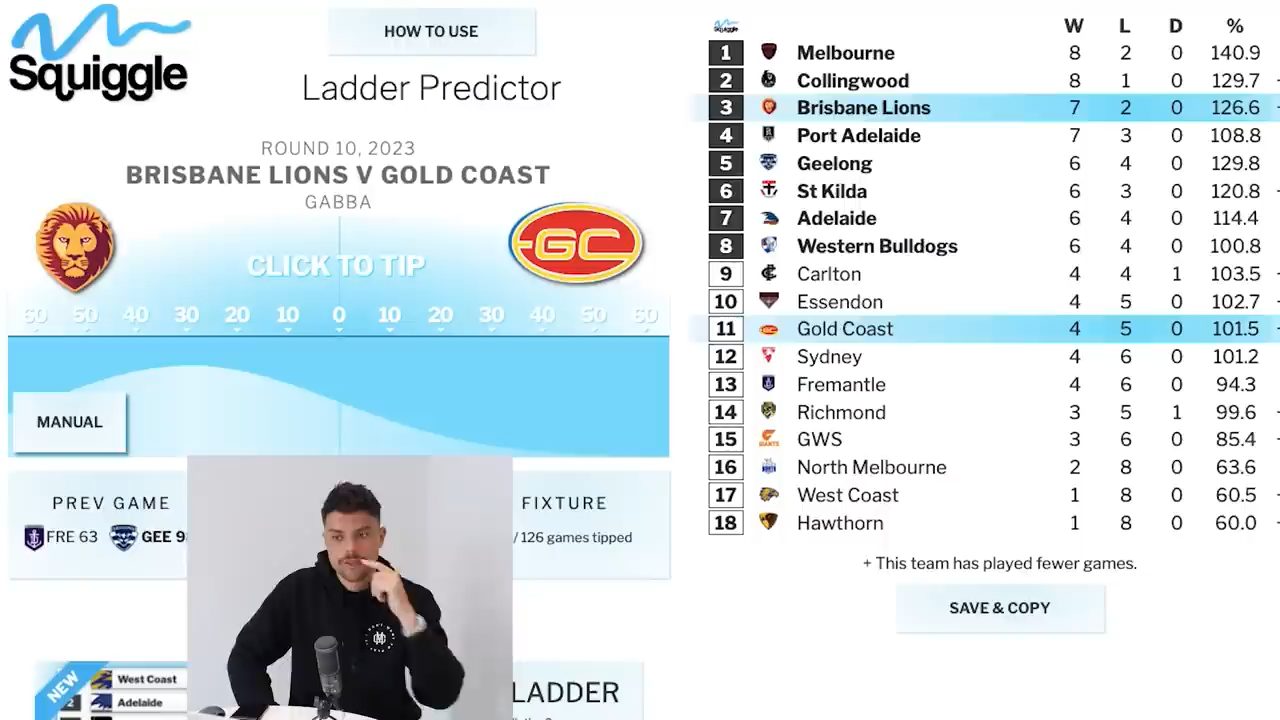 Squiggle
HOW TO USE
Ladder Predictor
ROUND 10, 2023
BRISBANE LIONS V GOLD COAST
GABBA
GC
CLICK TO TIP
60 50 40 30 20 10 0 10 20 30 40 50 60
MANUAL
PREV GAME
FRE 63 GEE 9
FIXTURE
/ 126 games tipped
NEW
West Coast
Adelaide
LADDER
Squiggle W L D %
1 Melbourne 8 2 0 140.9
2 Collingwood 8 1 0 129.7
3 Brisbane Lions 7 2 0 126.6
4 Port Adelaide 7 3 0 108.8
5 Geelong 6 4 0 129.8
6 St Kilda 6 3 0 120.8
7 Adelaide 6 4 0 114.4
8 Western Bulldogs 6 4 0 100.8
9 Carlton 4 4 1 103.5
10 Essendon 4 5 0 102.7
11 Gold Coast 4 5 0 101.5
12 Sydney 4 6 0 101.2
13 Fremantle 4 6 0 94.3
14 Richmond 3 5 1 99.6
15 GWS 3 6 0 85.4
16 North Melbourne 2 8 0 63.6
17 West Coast 1 8 0 60.5
18 Hawthorn 1 8 0 60.0
+ This team has played fewer games.
SAVE & COPY